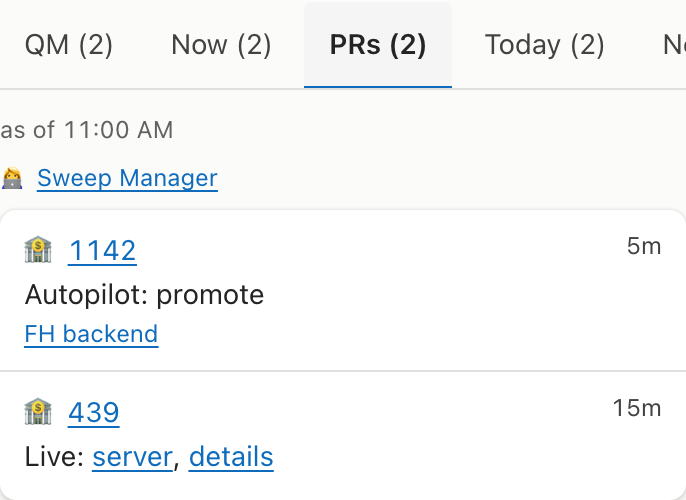 QM (2) Now (2) PRs (2) Today (2)
as of 11:00 AM
Sweep Manager
1142 5m
Autopilot: promote
FH backend
439 15m
Live: server, details